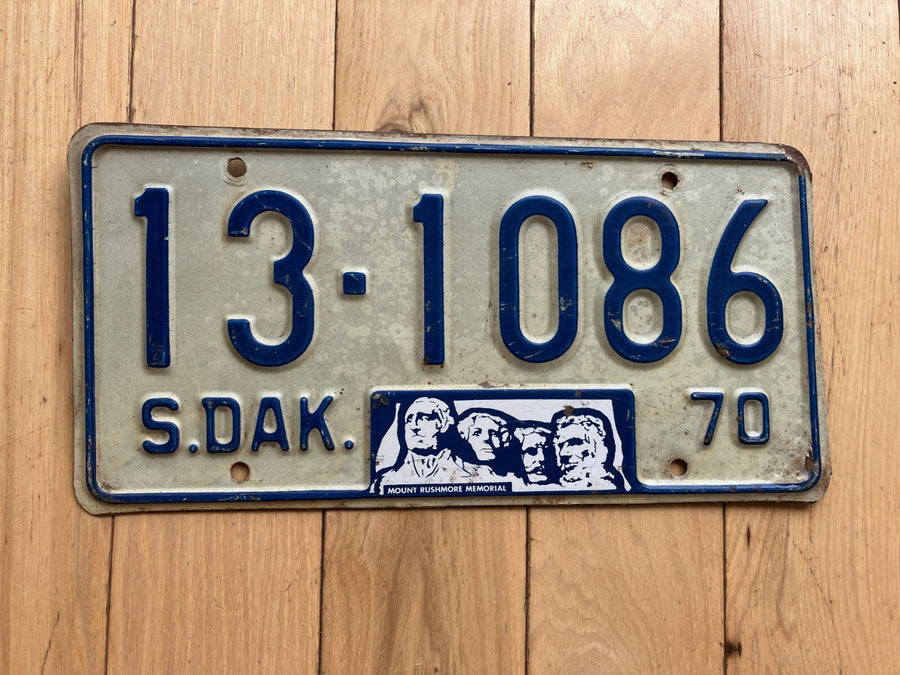 13·1086
S.DAK. 70
MOUNT RUSHMORE MEMORIAL